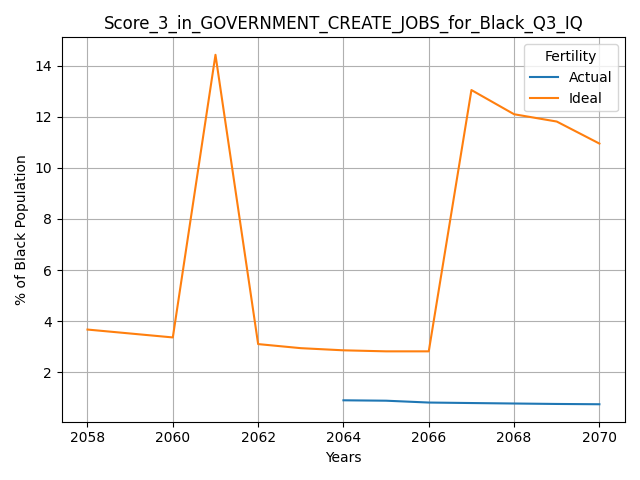 Score_3_in_GOVERNMENT_CREATE_JOBS_for_Black_Q3_IQ
Fertility
Actual
Ideal
% of Black Population
14
12
10
8
6
4
2
2058 2060 2062 2064 2066 2068 2070
Years